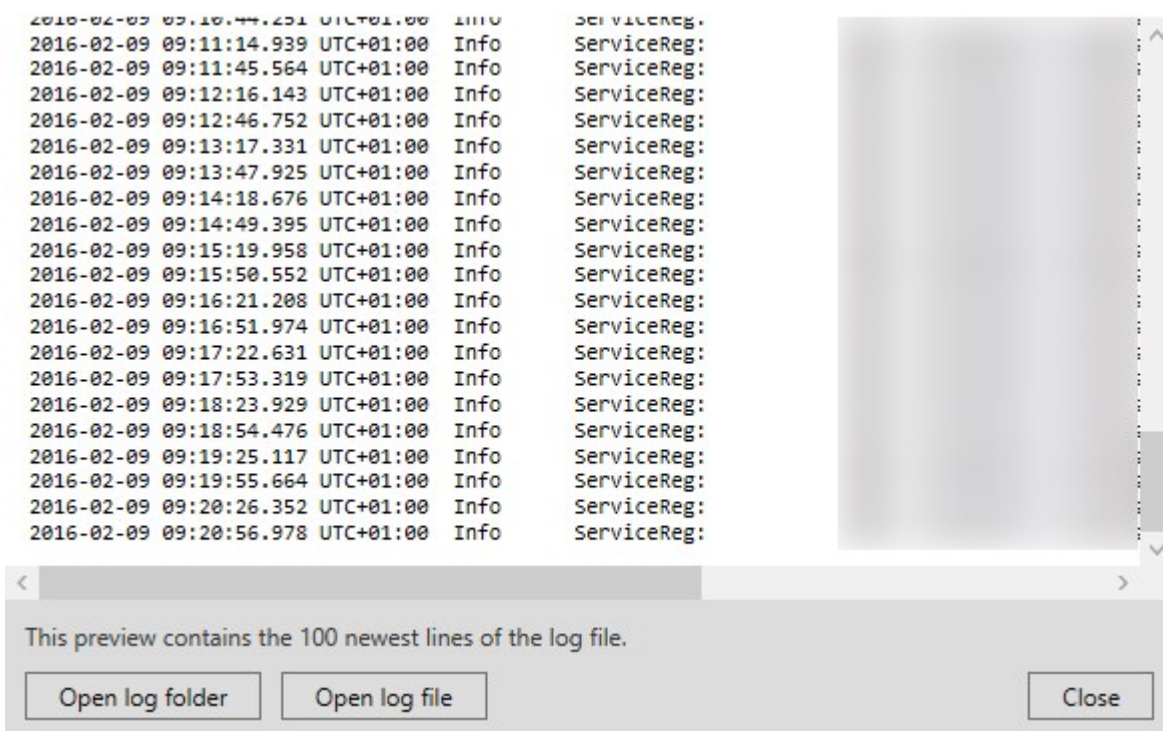 2016-02-09 09:10:44.251 UTC+01:00 Info ServiceReg:
2016-02-09 09:11:14.939 UTC+01:00 Info ServiceReg:
2016-02-09 09:11:45.564 UTC+01:00 Info ServiceReg:
2016-02-09 09:12:16.143 UTC+01:00 Info ServiceReg:
2016-02-09 09:12:46.752 UTC+01:00 Info ServiceReg:
2016-02-09 09:13:17.331 UTC+01:00 Info ServiceReg:
2016-02-09 09:13:47.925 UTC+01:00 Info ServiceReg:
2016-02-09 09:14:18.676 UTC+01:00 Info ServiceReg:
2016-02-09 09:14:49.395 UTC+01:00 Info ServiceReg:
2016-02-09 09:15:19.958 UTC+01:00 Info ServiceReg:
2016-02-09 09:15:50.552 UTC+01:00 Info ServiceReg:
2016-02-09 09:16:21.208 UTC+01:00 Info ServiceReg:
2016-02-09 09:16:51.974 UTC+01:00 Info ServiceReg:
2016-02-09 09:17:22.631 UTC+01:00 Info ServiceReg:
2016-02-09 09:17:53.319 UTC+01:00 Info ServiceReg:
2016-02-09 09:18:23.929 UTC+01:00 Info ServiceReg:
2016-02-09 09:18:54.476 UTC+01:00 Info ServiceReg:
2016-02-09 09:19:25.117 UTC+01:00 Info ServiceReg:
2016-02-09 09:19:55.664 UTC+01:00 Info ServiceReg:
2016-02-09 09:20:26.352 UTC+01:00 Info ServiceReg:
2016-02-09 09:20:56.978 UTC+01:00 Info ServiceReg:
This preview contains the 100 newest lines of the log file.
Open log folder Open log file Close